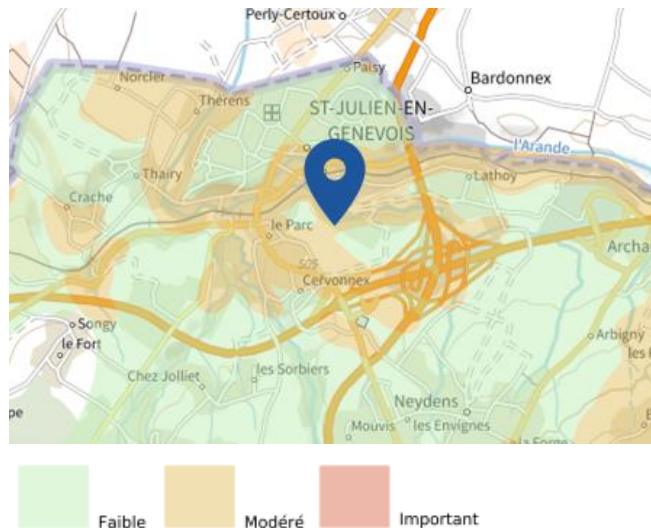 Perly-Certoux
Paisy
Norcier
Thérens
Bardonnex
ST-JULIEN-EN-
GENEVOIS
l'Arande
Thairy
Lathoy
Crache
le Parc
Archa
Cervonnex
Songy
le Fort
Arbigny
Chez Jolliet
les Sorbiers
les
Neydens
Mouvis
les Envignes
la Forge
Faible
Modéré
Important